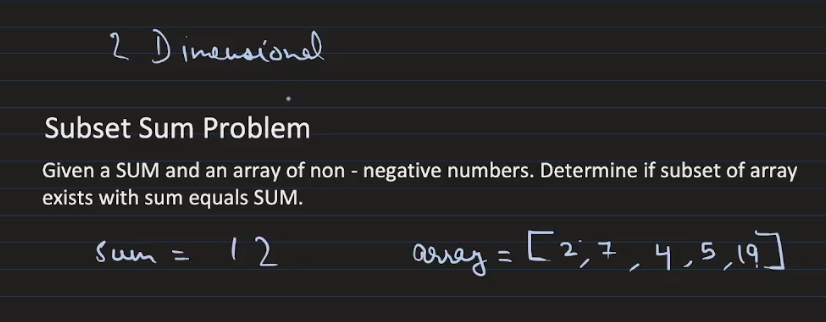 2 Dimensional
Subset Sum Problem
Given a SUM and an array of non - negative numbers. Determine if subset of array
exists with sum equals SUM.
sum = 12 array = [2, 7, 4, 5, 19]